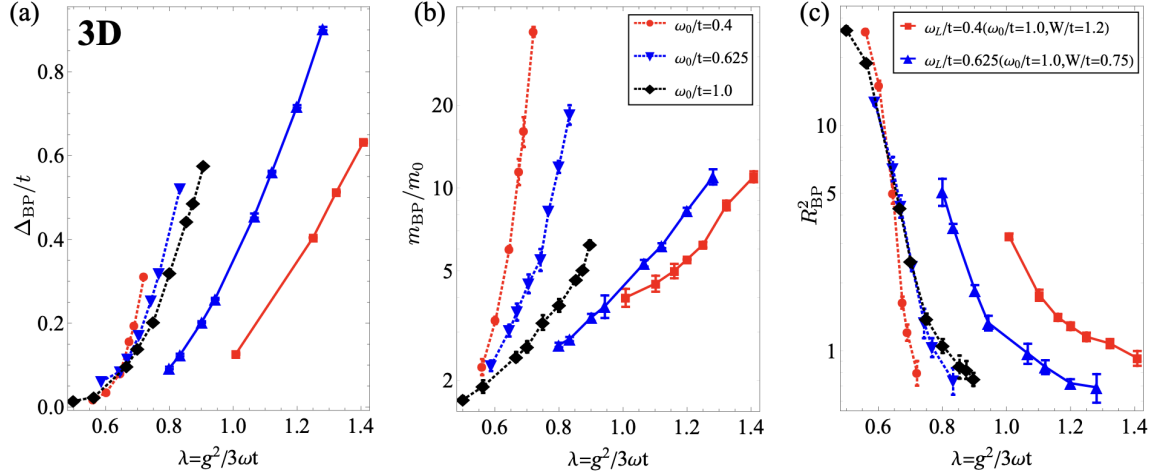 (a)
3D
Δ_BP/t
0.8
0.6
0.4
0.2
0.0
0.6 0.8 1.0 1.2 1.4
λ=g²/3ωt
(b)
ω₀/t=0.4
ω₀/t=0.625
ω₀/t=1.0
m_BP/m₀
20
10
5
2
0.6 0.8 1.0 1.2 1.4
λ=g²/3ωt
(c)
ω_L/t=0.4(ω₀/t=1.0,W/t=1.2)
ω_L/t=0.625(ω₀/t=1.0,W/t=0.75)
R²_BP
10
5
1
0.6 0.8 1.0 1.2 1.4
λ=g²/3ωt